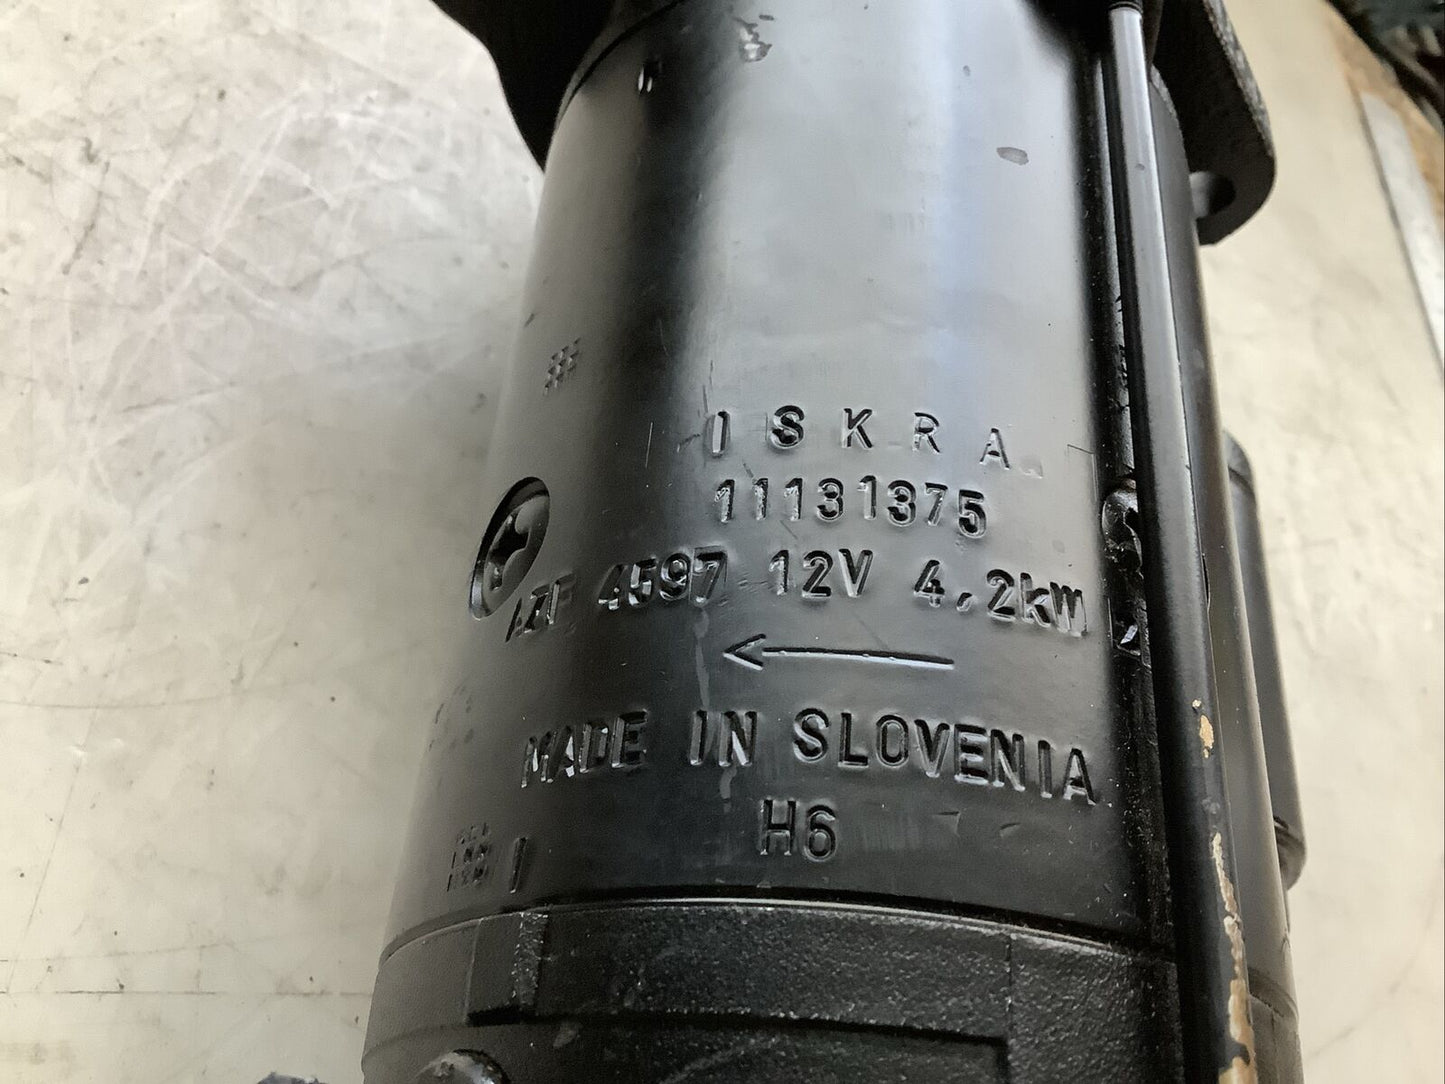 ISKRA
11131375
AZF 4597 12V 4,2kW
MADE IN SLOVENIA
H6